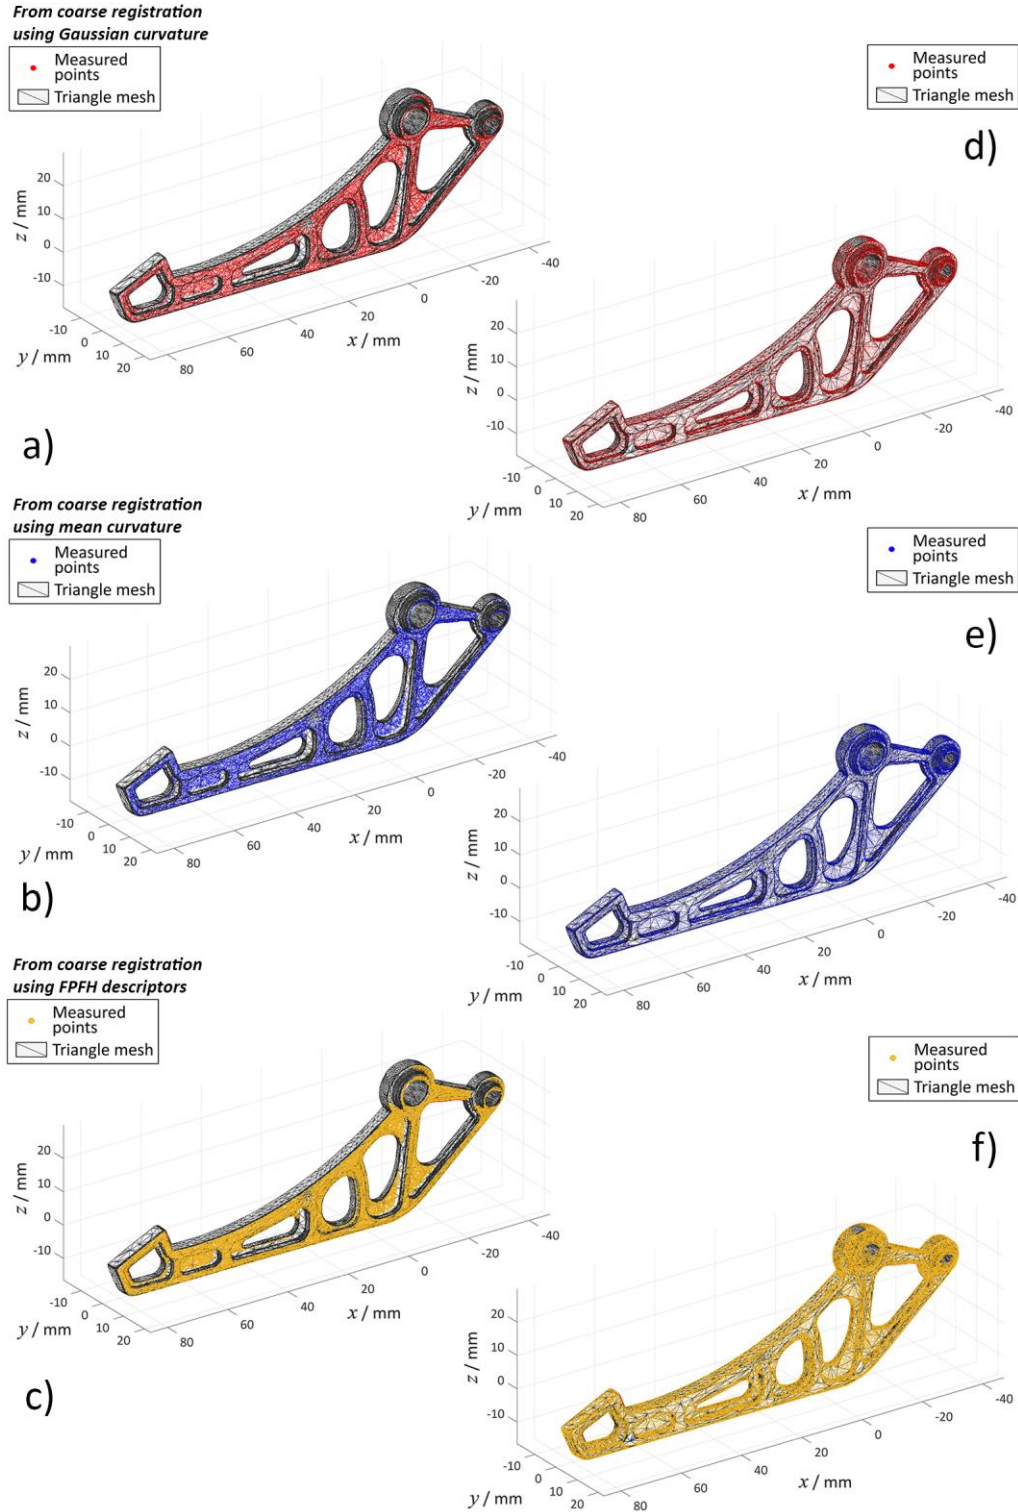 From coarse registration
using Gaussian curvature
Measured
points
Triangle mesh
20
10
0
-10
z / mm
-10
0
10
20
y / mm
80
60
40
20
0
-20
-40
x / mm
a)
Measured
points
Triangle mesh
d)
20
10
0
-10
z / mm
-10
0
10
20
y / mm
80
60
40
20
0
-20
-40
x / mm
From coarse registration
using mean curvature
Measured
points
Triangle mesh
20
10
0
-10
z / mm
-10
0
10
20
y / mm
80
60
40
20
0
-20
-40
x / mm
b)
Measured
points
Triangle mesh
e)
20
10
0
-10
z / mm
-10
0
10
20
y / mm
80
60
40
20
0
-20
-40
x / mm
From coarse registration
using FPFH descriptors
Measured
points
Triangle mesh
20
10
0
-10
z / mm
-10
0
10
20
y / mm
80
60
40
20
0
-20
-40
x / mm
c)
Measured
points
Triangle mesh
f)
20
10
0
-10
z / mm
-10
0
10
20
y / mm
80
60
40
20
0
-20
-40
x / mm